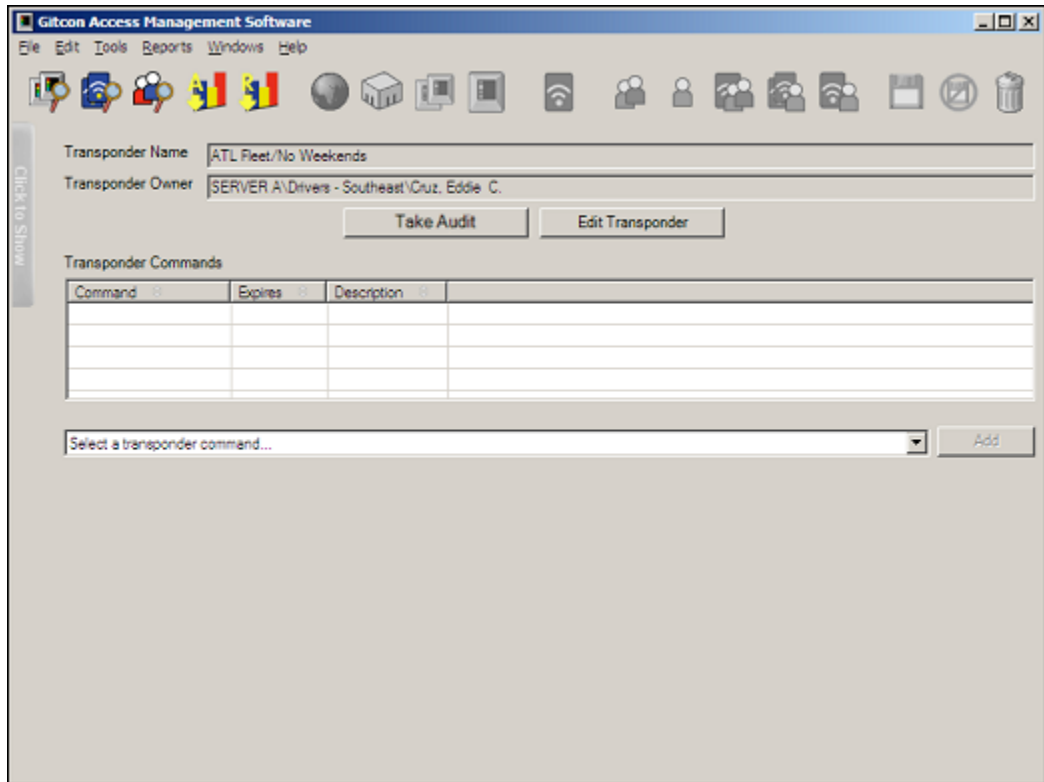 Gitcon Access Management Software
File Edit Tools Reports Windows Help
Click to Show
Transponder Name ATL Fleet/No Weekends
Transponder Owner SERVER A\Drivers - Southeast\Cruz, Eddie C.
Take Audit Edit Transponder
Transponder Commands
Command Expires Description
Select a transponder command... Add